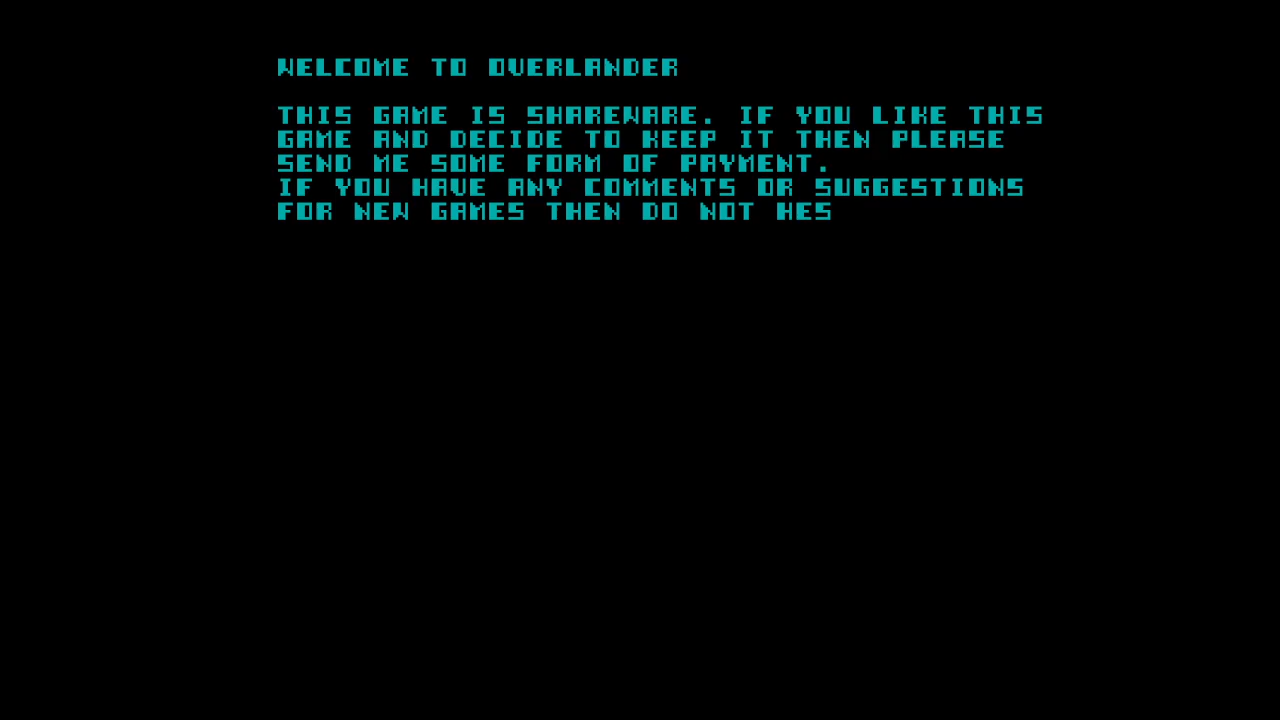 WELCOME TO OVERLANDER
THIS GAME IS SHAREWARE. IF YOU LIKE THIS
GAME AND DECIDE TO KEEP IT THEN PLEASE
SEND ME SOME FORM OF PAYMENT.
IF YOU HAVE ANY COMMENTS OR SUGGESTIONS
FOR NEW GAMES THEN DO NOT HES